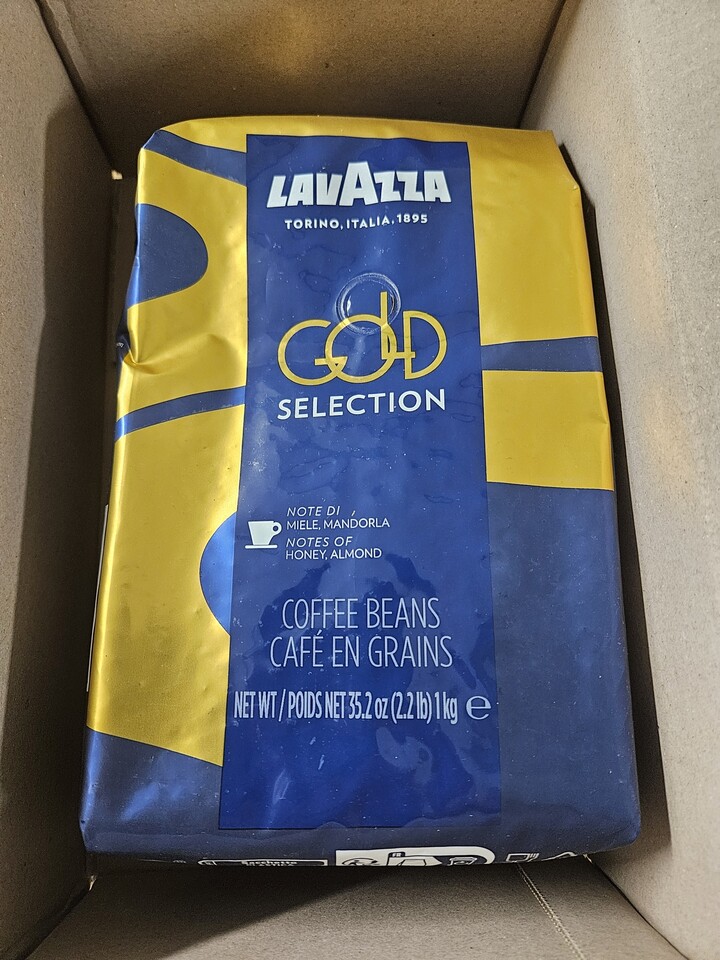 LAVAZZA
TORINO, ITALIA, 1895
GOLD
SELECTION
NOTE DI
MIELE, MANDORLA
NOTES OF
HONEY, ALMOND
COFFEE BEANS
CAFÉ EN GRAINS
NET WT / POIDS NET 35.2 oz (2.2 lb) 1 kg ℮